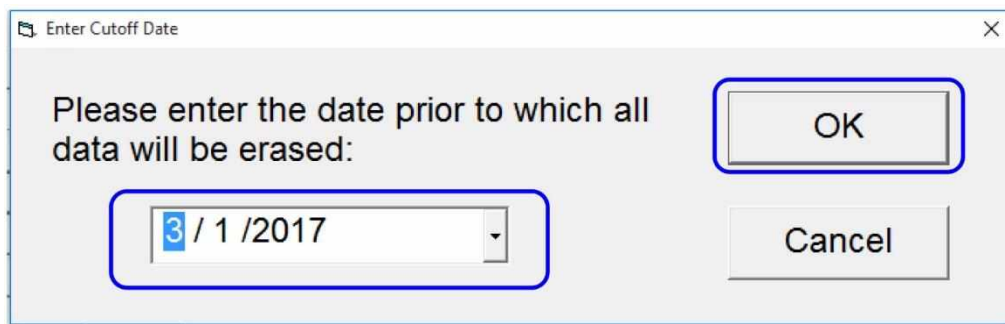 Enter Cutoff Date
Please enter the date prior to which all
data will be erased:
OK
3 / 1 /2017
Cancel